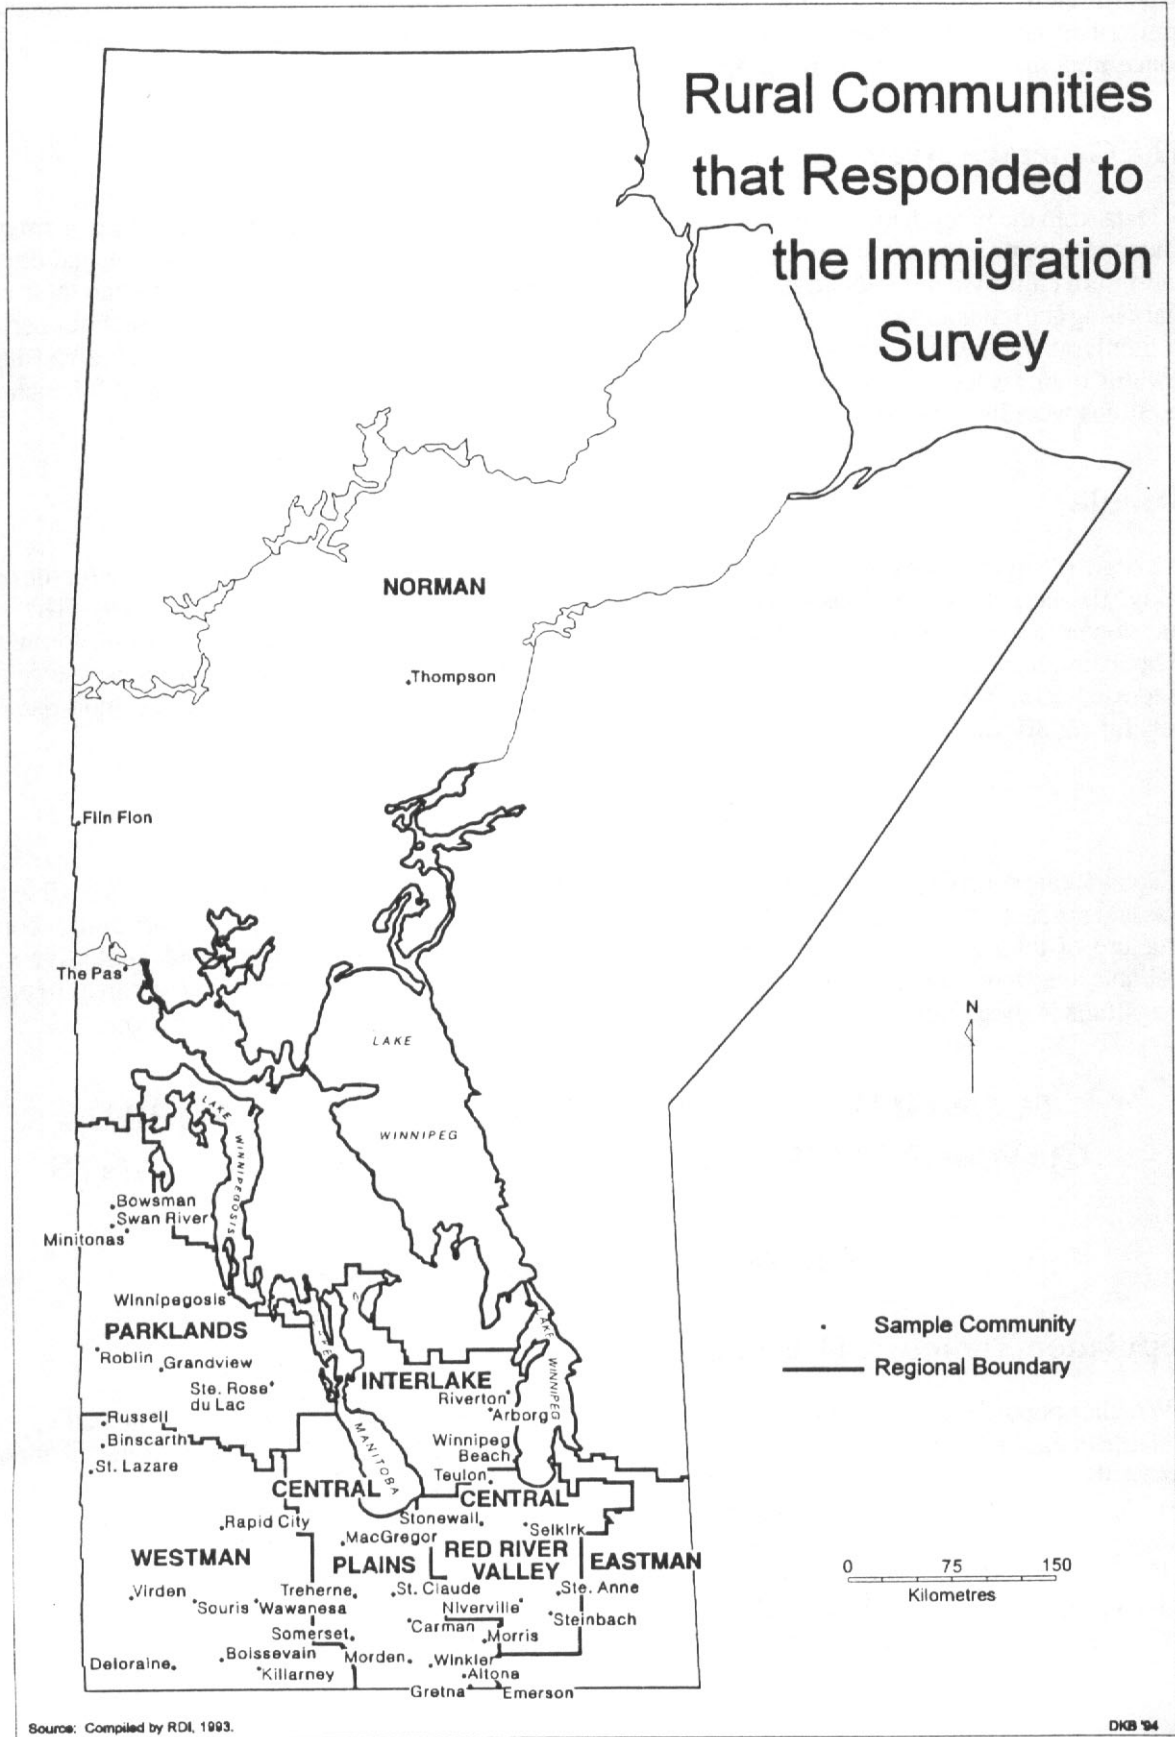 Rural Communities
that Responded to
the Immigration
Survey
NORMAN
Thompson
Flin Flon
The Pas
LAKE
WINNIPEG
N
LAKE
WINNIPEGOSIS
Bowsman
Swan River
Minitonas
Winnipegosis
PARKLANDS
Roblin
Grandview
Ste. Rose
du Lac
INTERLAKE
Riverton
Arborg
LAKE
WINNIPEG
Sample Community
Regional Boundary
Russell
Binscarth
St. Lazare
MANITOBA
Winnipeg
Beach
Teulon
CENTRAL
CENTRAL
Rapid City
Stonewall
Selkirk
MacGregor
WESTMAN
PLAINS
RED RIVER
VALLEY
EASTMAN
0 75 150
Kilometres
Virden
Treherne
St. Claude
Ste. Anne
Souris
Wawanesa
Niverville
Steinbach
Somerset
Carman
Morris
Deloraine
Boissevain
Killarney
Morden
Winkler
Altona
Gretna
Emerson
Source: Compiled by RDI, 1993.
DKB '94